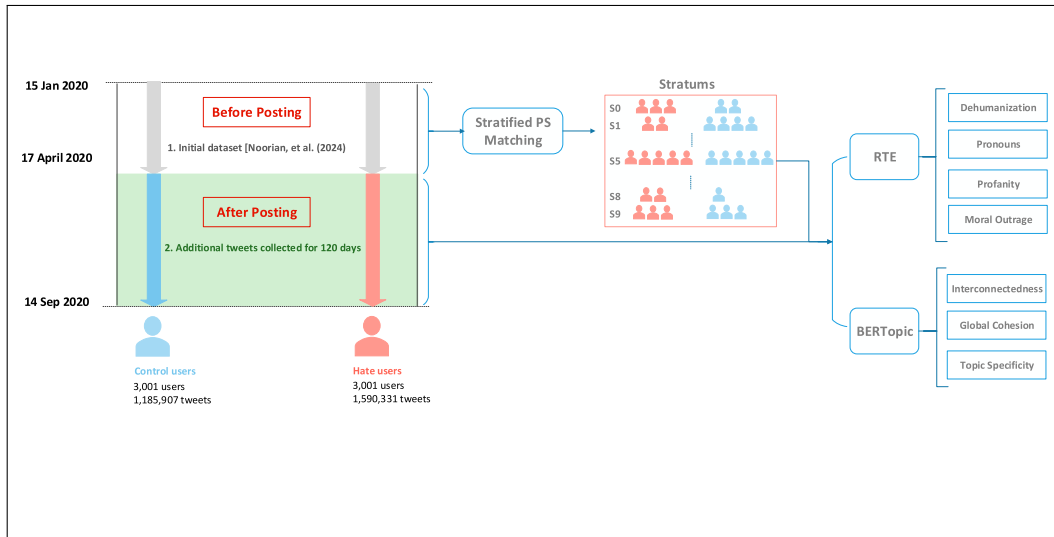 15 Jan 2020
Before Posting
1. Initial dataset [Noorian, et al. (2024)
17 April 2020
After Posting
2. Additional tweets collected for 120 days
14 Sep 2020
Control users
3,001 users
1,185,907 tweets
Hate users
3,001 users
1,590,331 tweets
Stratified PS
Matching
Stratums
S0
S1
S5
S8
S9
RTE
Dehumanization
Pronouns
Profanity
Moral Outrage
BERTopic
Interconnectedness
Global Cohesion
Topic Specificity